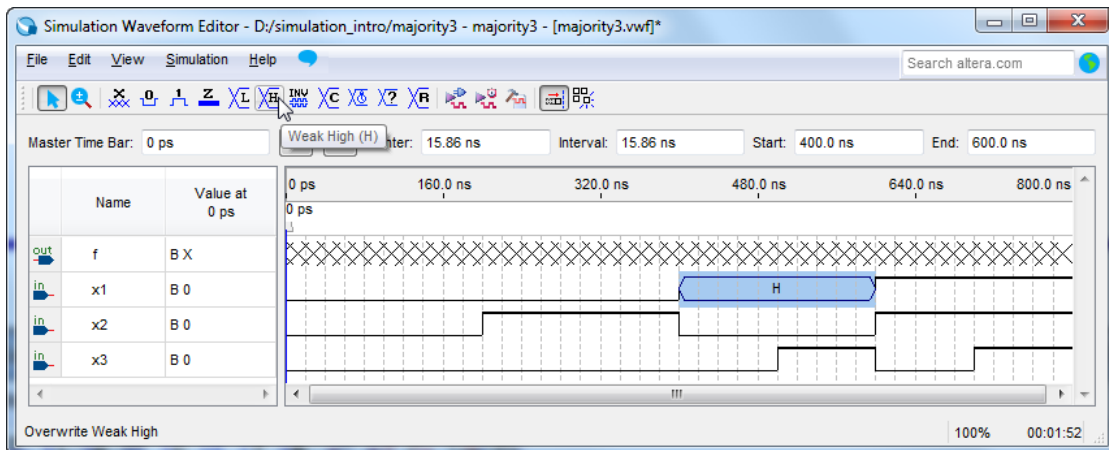 Simulation Waveform Editor - D:/simulation_intro/majority3 - majority3 - [majority3.vwf]*
File Edit View Simulation Help Search altera.com
0 1 Z L H INV C 2 R
Master Time Bar: 0 ps nter: 15.86 ns Interval: 15.86 ns Start: 400.0 ns End: 600.0 ns
Weak High (H)
Name Value at 0 ps
0 ps 160.0 ns 320.0 ns 480.0 ns 640.0 ns 800.0 ns
0 ps
out f B X
in x1 B 0 H
in x2 B 0
in x3 B 0
Overwrite Weak High 100% 00:01:52